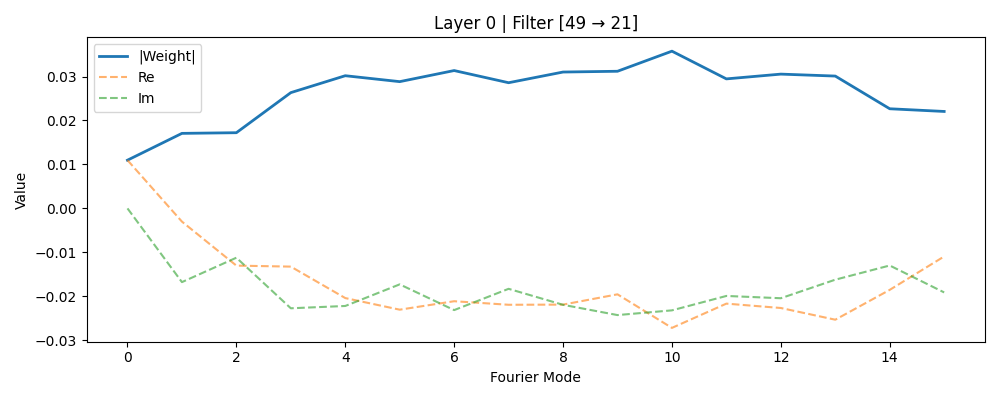 Layer 0 | Filter [49 → 21]
|Weight|
Re
Im
0.03
0.02
0.01
0.00
−0.01
−0.02
−0.03
Value
0 2 4 6 8 10 12 14
Fourier Mode